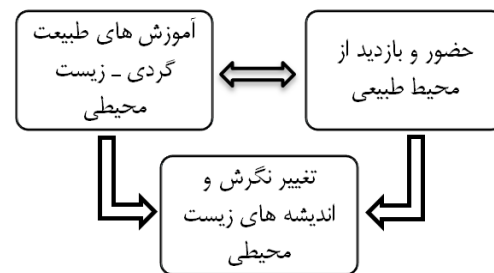 حضور و بازدید از
محیط طبیعی
آموزش های طبیعت
گردی ـ زیست
محیطی
تغییر نگرش و
اندیشه های زیست
محیطی